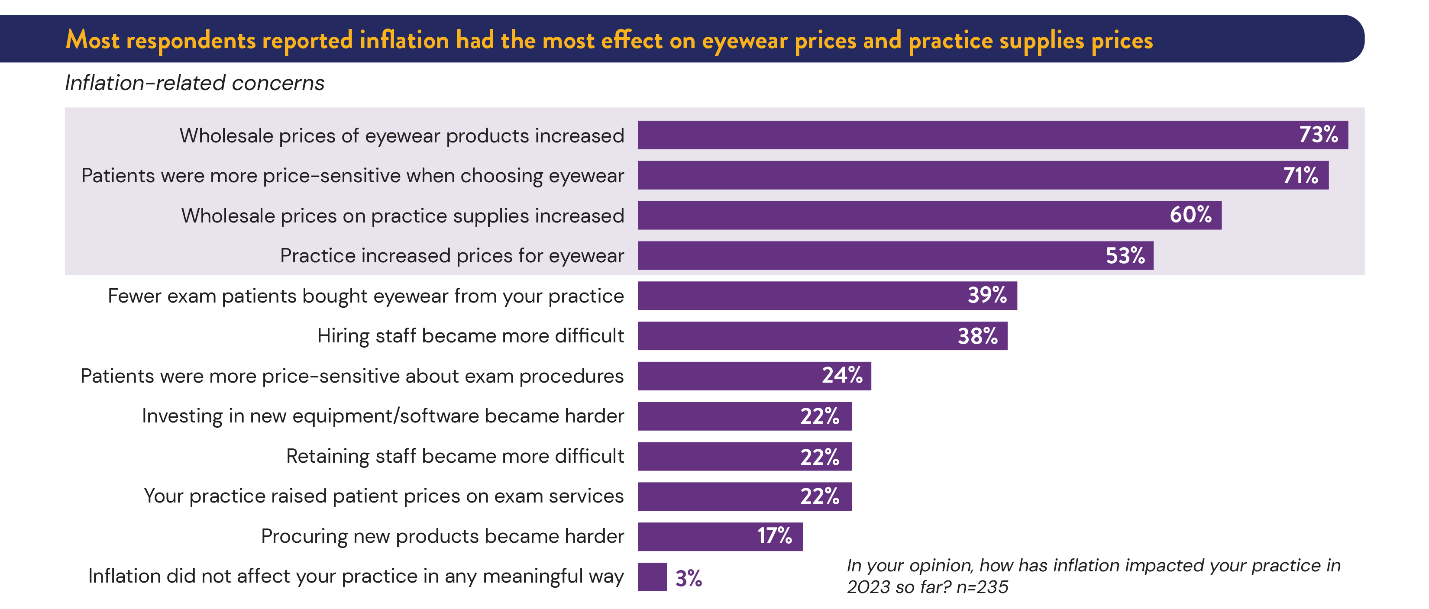 Most respondents reported inflation had the most effect on eyewear prices and practice supplies prices
Inflation-related concerns
Wholesale prices of eyewear products increased 73%
Patients were more price-sensitive when choosing eyewear 71%
Wholesale prices on practice supplies increased 60%
Practice increased prices for eyewear 53%
Fewer exam patients bought eyewear from your practice 39%
Hiring staff became more difficult 38%
Patients were more price-sensitive about exam procedures 24%
Investing in new equipment/software became harder 22%
Retaining staff became more difficult 22%
Your practice raised patient prices on exam services 22%
Procuring new products became harder 17%
Inflation did not affect your practice in any meaningful way 3%
In your opinion, how has inflation impacted your practice in
2023 so far? n=235